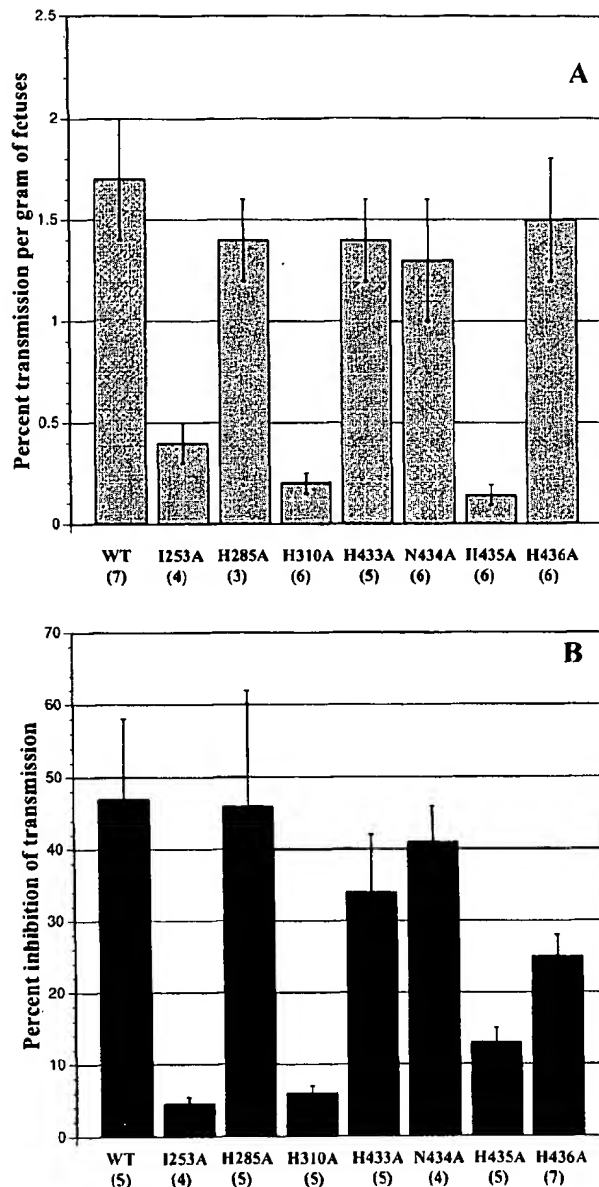 A
Percent transmission per gram of fetuses
2.5
2
1.5
1
0.5
0
WT I253A H285A H310A H433A N434A II435A H436A
(7) (4) (3) (6) (5) (6) (6) (6)
B
Percent inhibition of transmission
70
60
50
40
30
20
10
0
WT I253A H285A H310A H433A N434A H435A H436A
(5) (4) (5) (5) (5) (4) (5) (7)